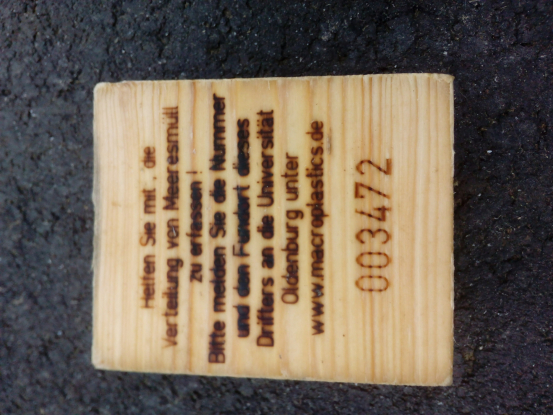 Helfen Sie mit , die
Verteilung von Meeresmüll
zu erfassen !
Bitte melden Sie die Nummer
und den Fundort dieses
Drifters an die Universität
Oldenburg unter
www.macroplastics.de
003472